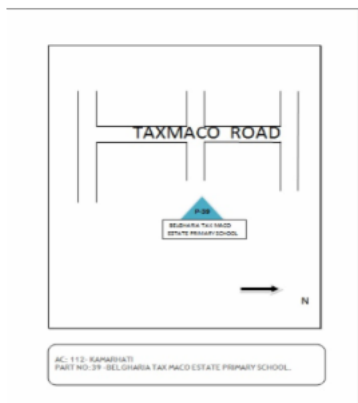 TAXMACO ROAD
P-39
BELGHARIA TAX MACO
ESTATE PRIMARY SCHOOL
N
AC: 112- KAMARHATI
PART NO: 39 -BELGHARIA TAX MACO ESTATE PRIMARY SCHOOL.